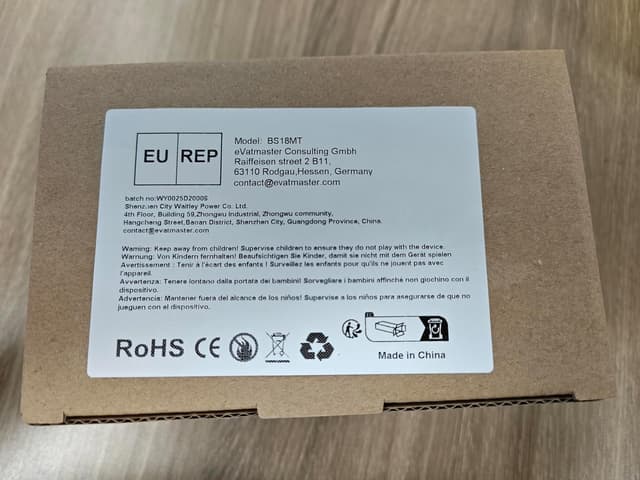 EU REP
Model: BS18MT
eVatmaster Consulting Gmbh
Raiffeisen street 2 B11,
63110 Rodgau,Hessen, Germany
contact@evatmaster.com
batch no:WY0025D20006
Shenzhen City Waitley Power Co. Ltd.
4th Floor, Building 59,Zhongwu Industrial, Zhongwu community,
Hangcheng Street,Baoan District, Shenzhen City, Guangdong Province, China.
contact@evatmaster.com
Warning: Keep away from children! Supervise children to ensure they do not play with the device.
Warnung: Von Kindern fernhalten! Beaufsichtigen Sie Kinder, damit sie nicht mit dem Gerät spielen
Avertissement : Tenir à l'écart des enfants ! Surveillez les enfants pour qu'ils ne jouent pas avec
l'appareil.
Avvertenza: Tenere lontano dalla portata dei bambini! Sorvegliare i bambini affinché non giochino con il
dispositivo.
Advertencia: Mantener fuera del alcance de los niños! Supervise a los niños para asegurarse de que no
jueguen con el dispositivo.
RoHS CE
Made in China